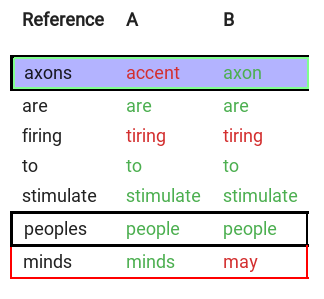 Reference A B
axons accent axon
are are are
firing tiring tiring
to to to
stimulate stimulate stimulate
peoples people people
minds minds may